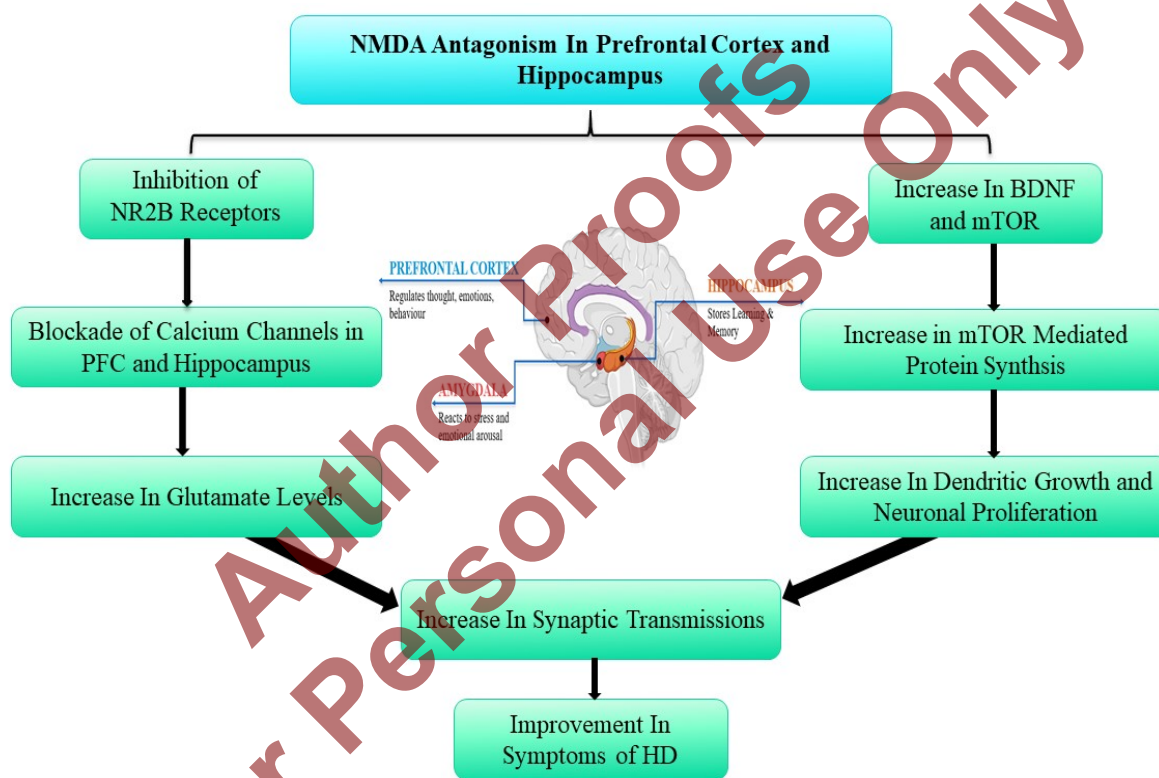 NMDA Antagonism In Prefrontal Cortex and
Hippocampus
Inhibition of
NR2B Receptors
Increase In BDNF
and mTOR
PREFRONTAL CORTEX
Regulates thought, emotions,
behaviour
HIPPOCAMPUS
Stores Learning &
Memory
Blockade of Calcium Channels in
PFC and Hippocampus
Increase in mTOR Mediated
Protein Synthsis
AMYGDALA
Reacts to stress and
emotional arousal
Increase In Glutamate Levels
Increase In Dendritic Growth and
Neuronal Proliferation
Increase In Synaptic Transmissions
Improvement In
Symptoms of HD
Author Proofs
r Personal Use Only